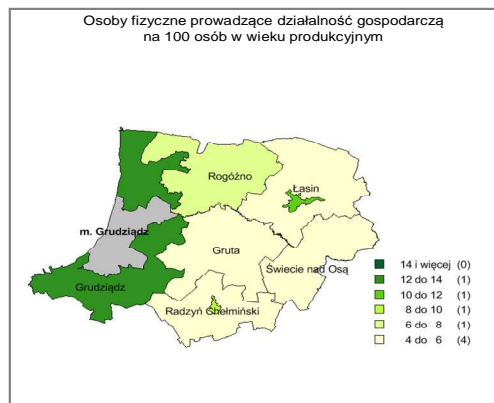 Osoby fizyczne prowadzące działalność gospodarczą
na 100 osób w wieku produkcyjnym
Rogóźno
Łasin
m. Grudziądz
Gruta
Świecie nad Osą
Grudziądz
Radzyń Chełmiński
14 i więcej (0)
12 do 14 (1)
10 do 12 (1)
8 do 10 (1)
6 do 8 (1)
4 do 6 (4)